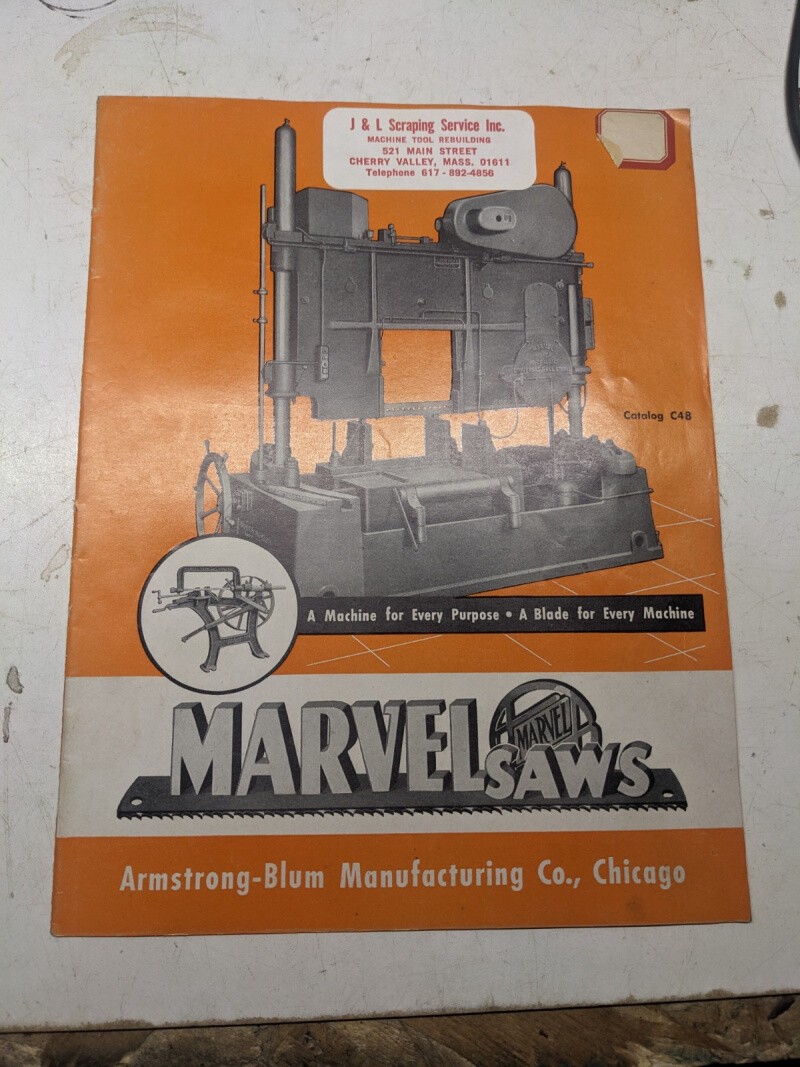 J & L Scraping Service Inc.
MACHINE TOOL REBUILDING
521 MAIN STREET
CHERRY VALLEY, MASS. 01611
Telephone 617 - 892-4856
Catalog C48
A Machine for Every Purpose • A Blade for Every Machine
MARVEL
MARVEL
SAWS
Armstrong-Blum Manufacturing Co., Chicago